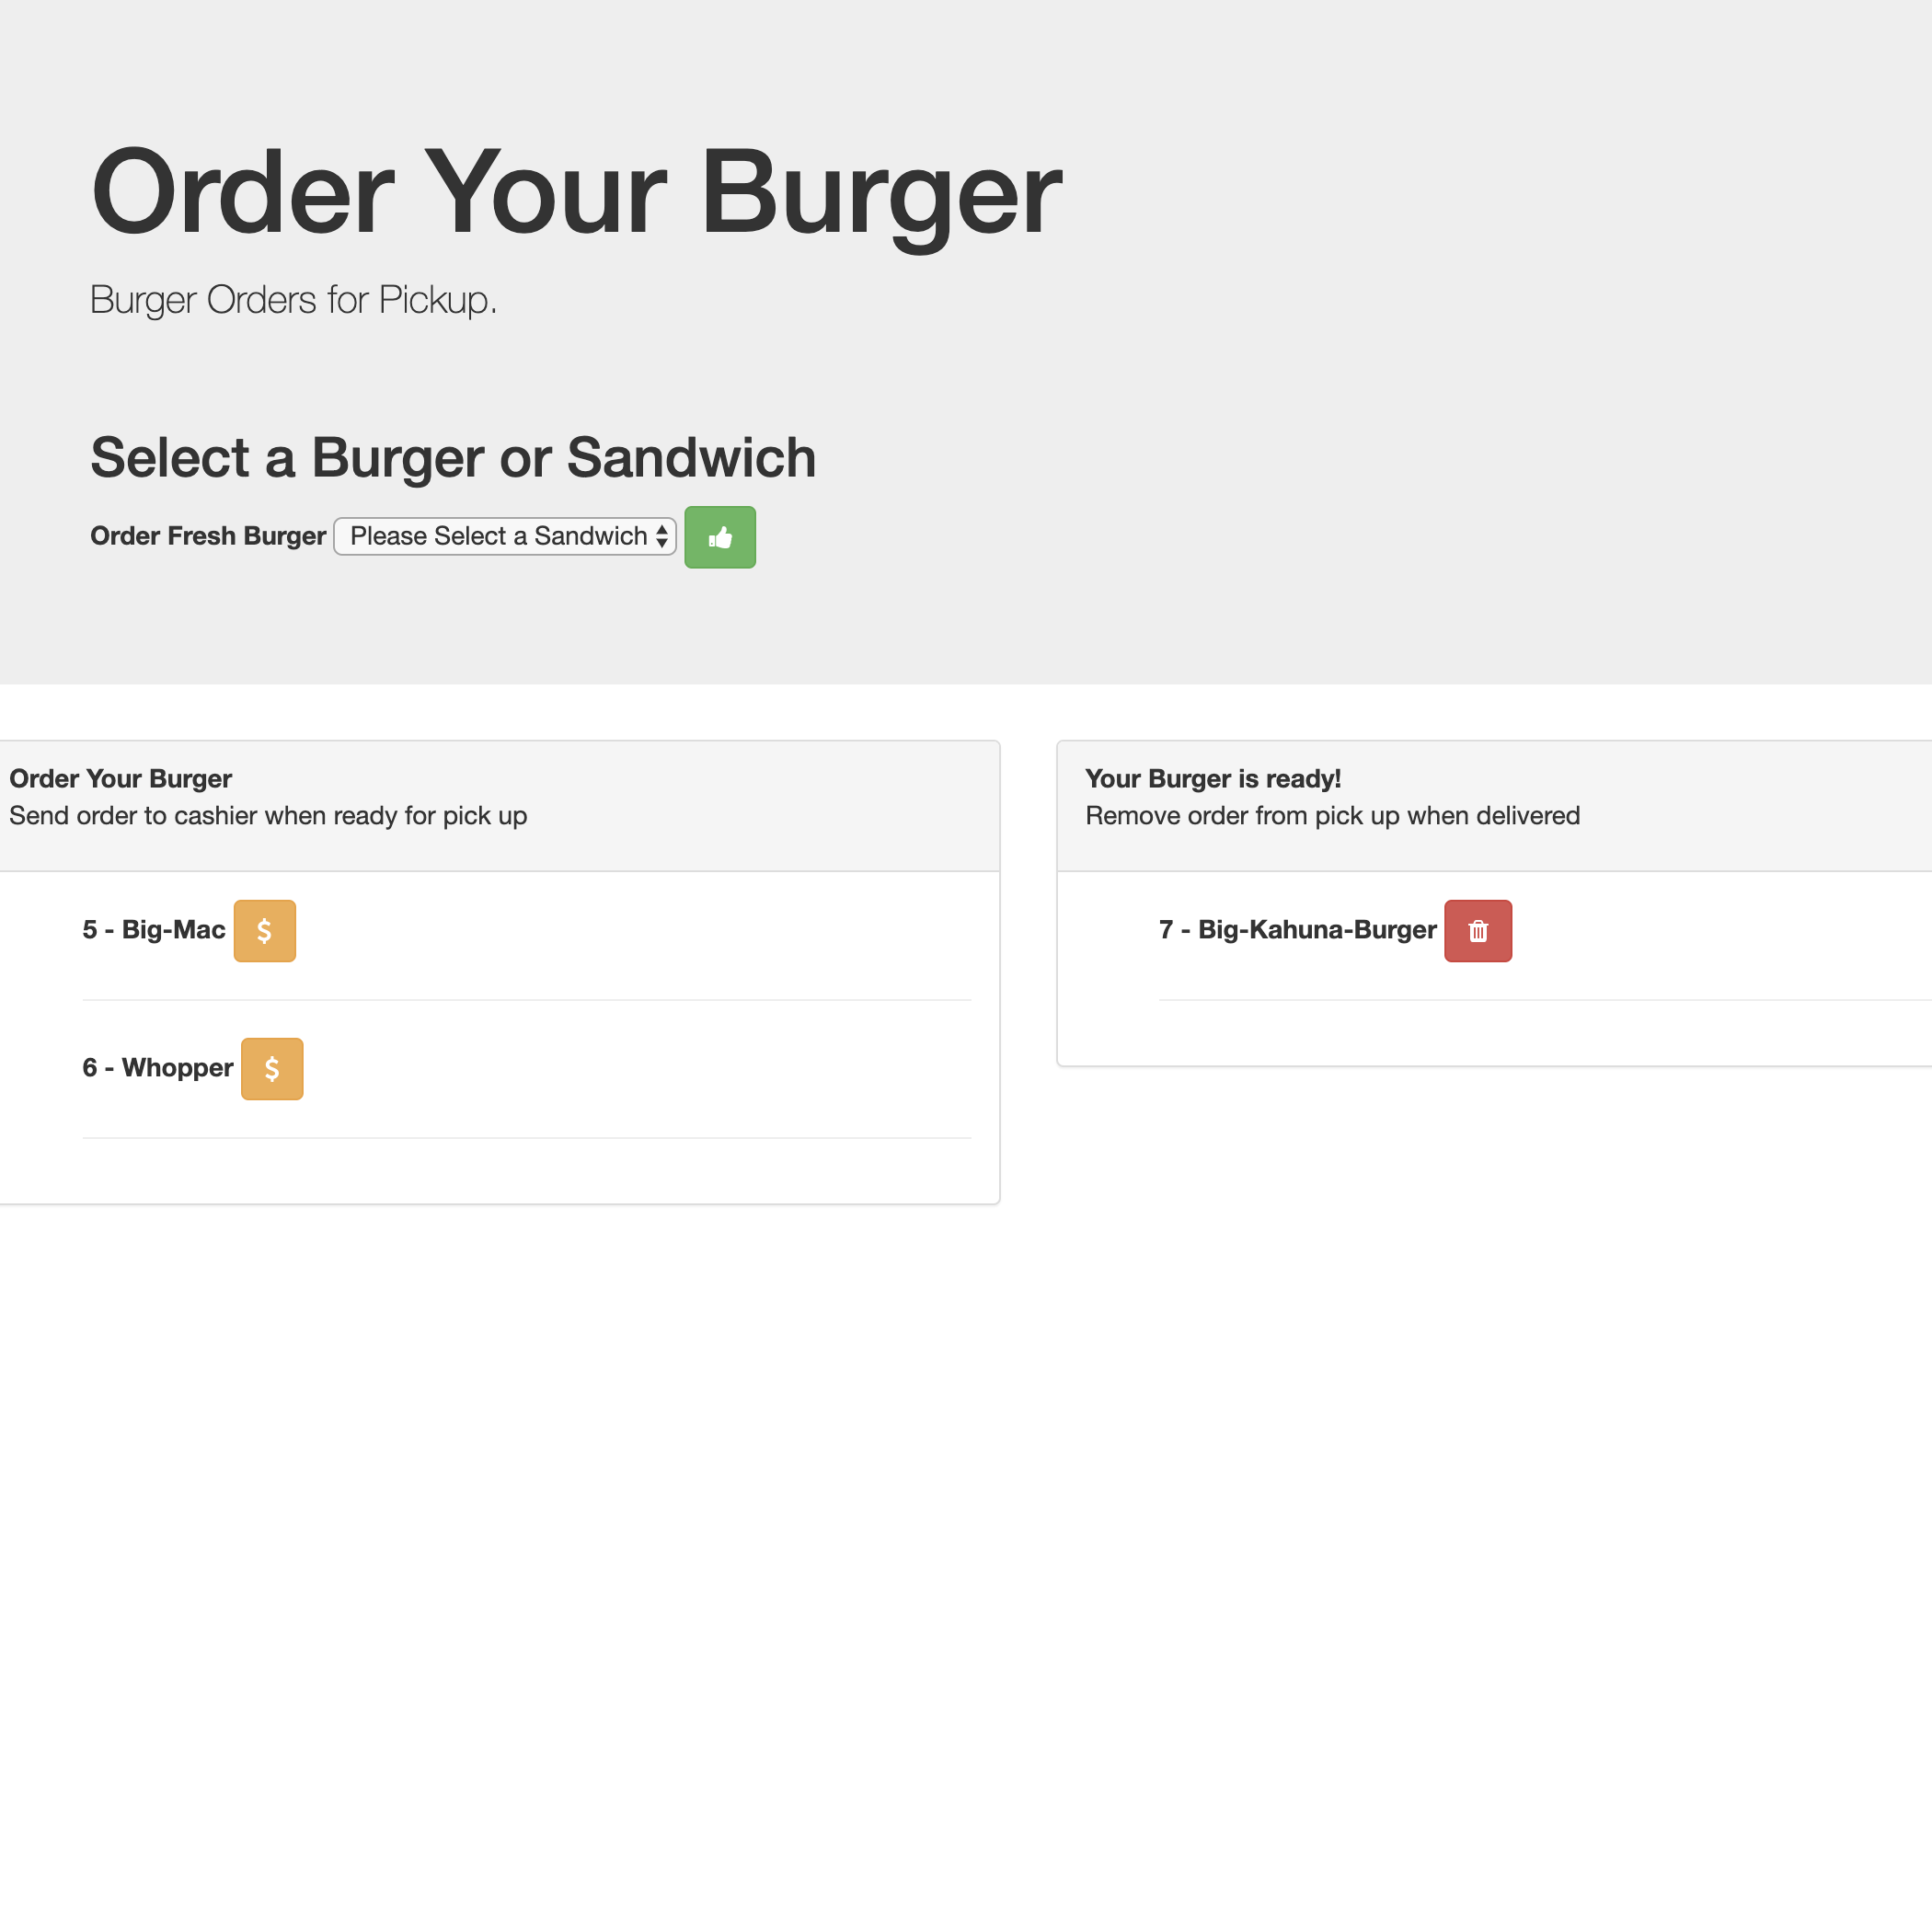 Order Your Burger
Burger Orders for Pickup.
Select a Burger or Sandwich
Order Fresh Burger Please Select a Sandwich
Order Your Burger
Send order to cashier when ready for pick up
5 - Big-Mac $
6 - Whopper $
Your Burger is ready!
Remove order from pick up when delivered
7 - Big-Kahuna-Burger